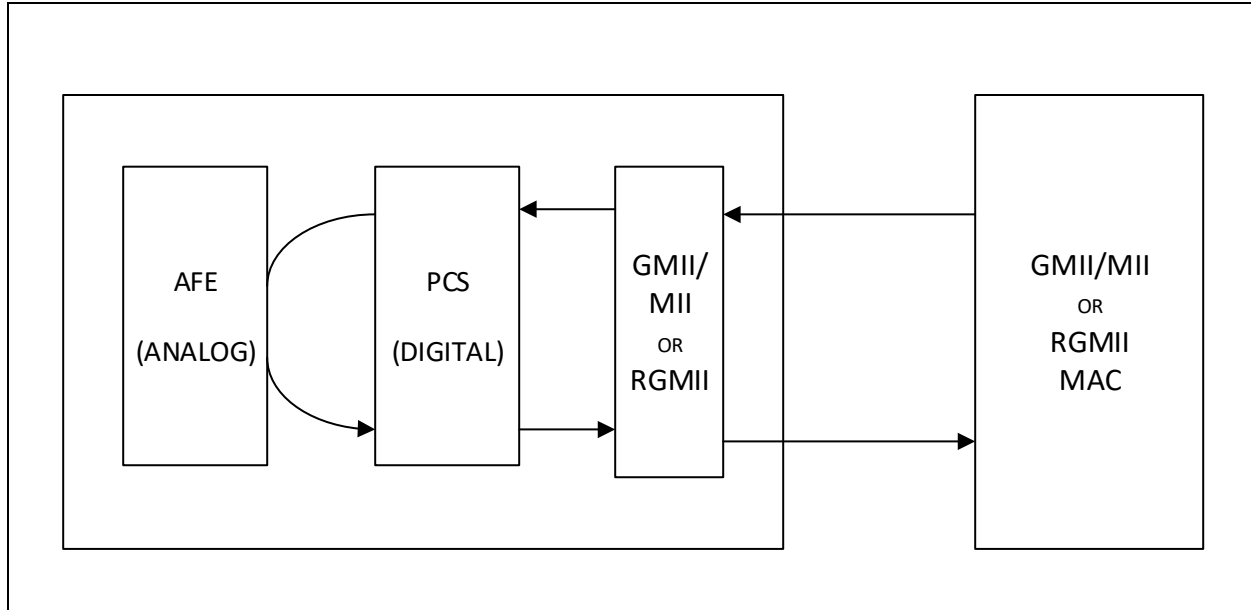 AFE
(ANALOG)
PCS
(DIGITAL)
GMII/
MII
OR
RGMII
GMII/MII
OR
RGMII
MAC